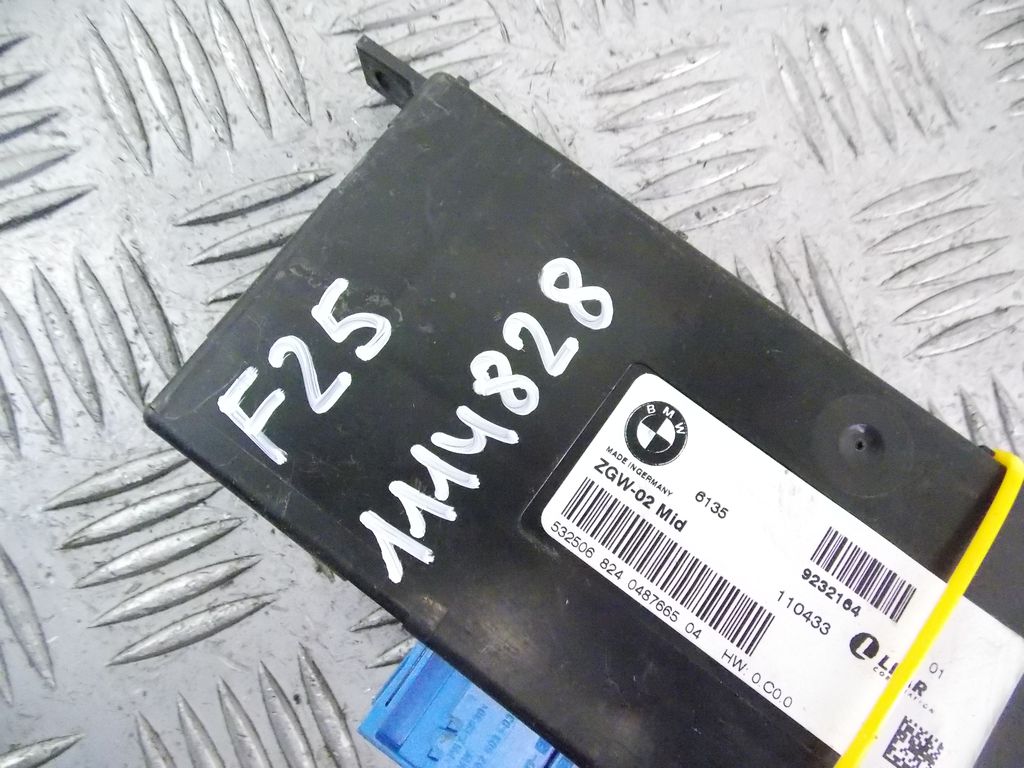 F25
114828
BMW
MADE IN GERMANY
ZGW-02 Mid
6135
532506 824 0487665 04
HW: 0 C0.0
9232164
110433
01